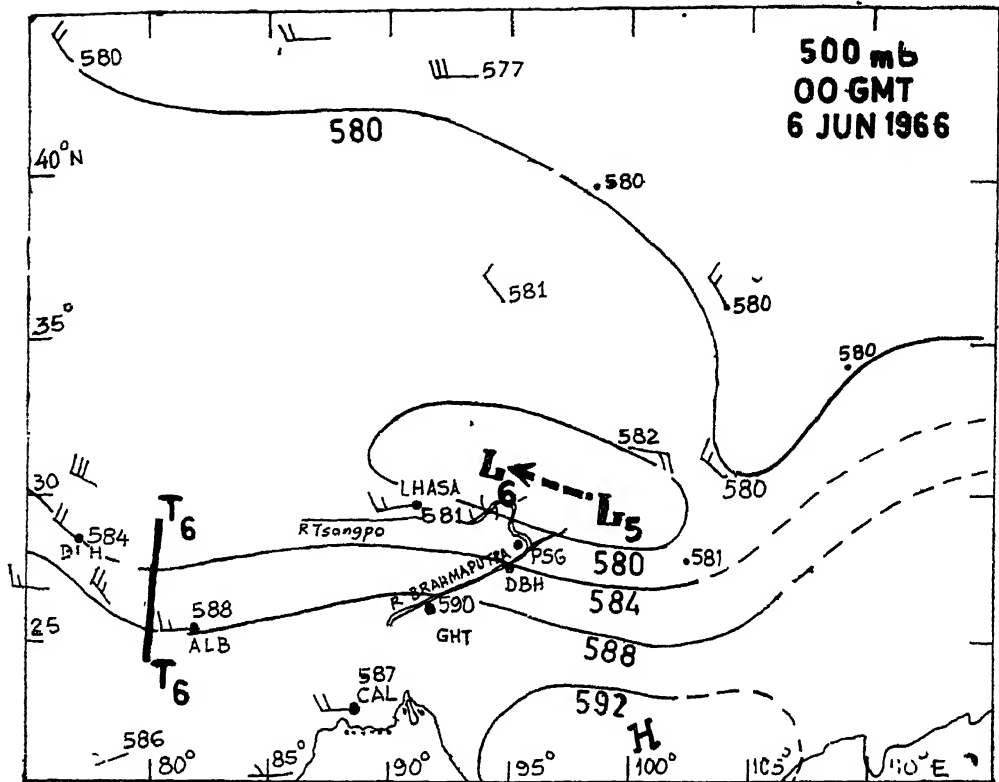 500 mb
00 GMT
6 JUN 1966
580
577
580
40°N
580
581
580
35°
580
582
L6
L5
30
LHASA
581
580
T6
R Tsangpo
584
PSG
580
581
R BRAHMAPUTRA
DBH
584
588
590
25
ALB
GHT
588
T6
587
CAL
592
H
586
80°
85°
90°
95°
100°
105°
110°E